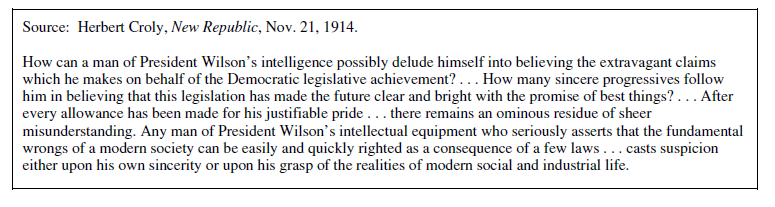 Source: Herbert Croly, New Republic, Nov. 21, 1914.
How can a man of President Wilson’s intelligence possibly delude himself into believing the extravagant claims
which he makes on behalf of the Democratic legislative achievement? . . . How many sincere progressives follow
him in believing that this legislation has made the future clear and bright with the promise of best things? . . . After
every allowance has been made for his justifiable pride . . . there remains an ominous residue of sheer
misunderstanding. Any man of President Wilson’s intellectual equipment who seriously asserts that the fundamental
wrongs of a modern society can be easily and quickly righted as a consequence of a few laws . . . casts suspicion
either upon his own sincerity or upon his grasp of the realities of modern social and industrial life.